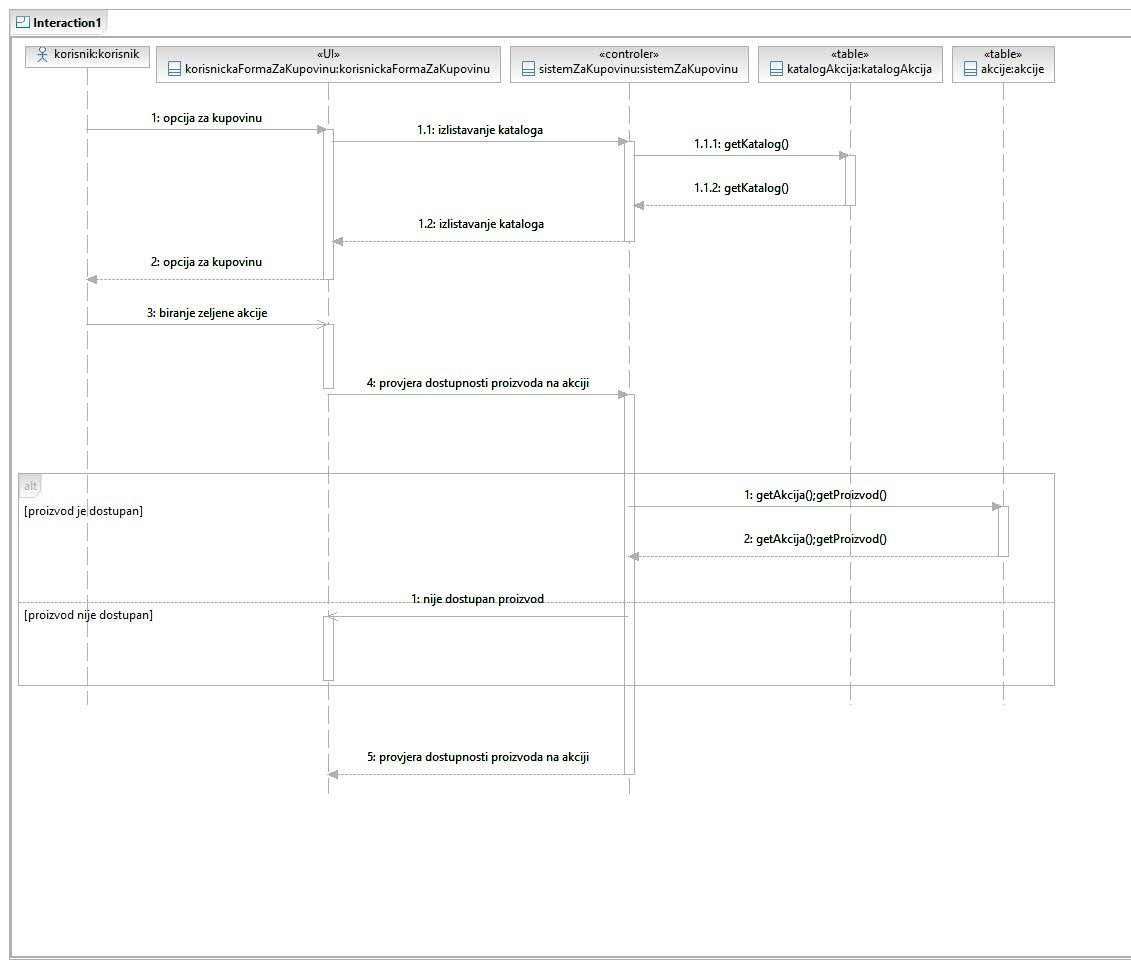 Interaction1
korisnik:korisnik
«UI»
korisnickaFormaZaKupovinu:korisnickaFormaZaKupovinu
«controler»
sistemZaKupovinu:sistemZaKupovinu
«table»
katalogAkcija:katalogAkcija
«table»
akcije:akcije
1: opcija za kupovinu
1.1: izlistavanje kataloga
1.1.1: getKatalog()
1.1.2: getKatalog()
1.2: izlistavanje kataloga
2: opcija za kupovinu
3: biranje zeljene akcije
4: provjera dostupnosti proizvoda na akciji
alt
1: getAkcija();getProizvod()
[proizvod je dostupan]
2: getAkcija();getProizvod()
1: nije dostupan proizvod
[proizvod nije dostupan]
5: provjera dostupnosti proizvoda na akciji